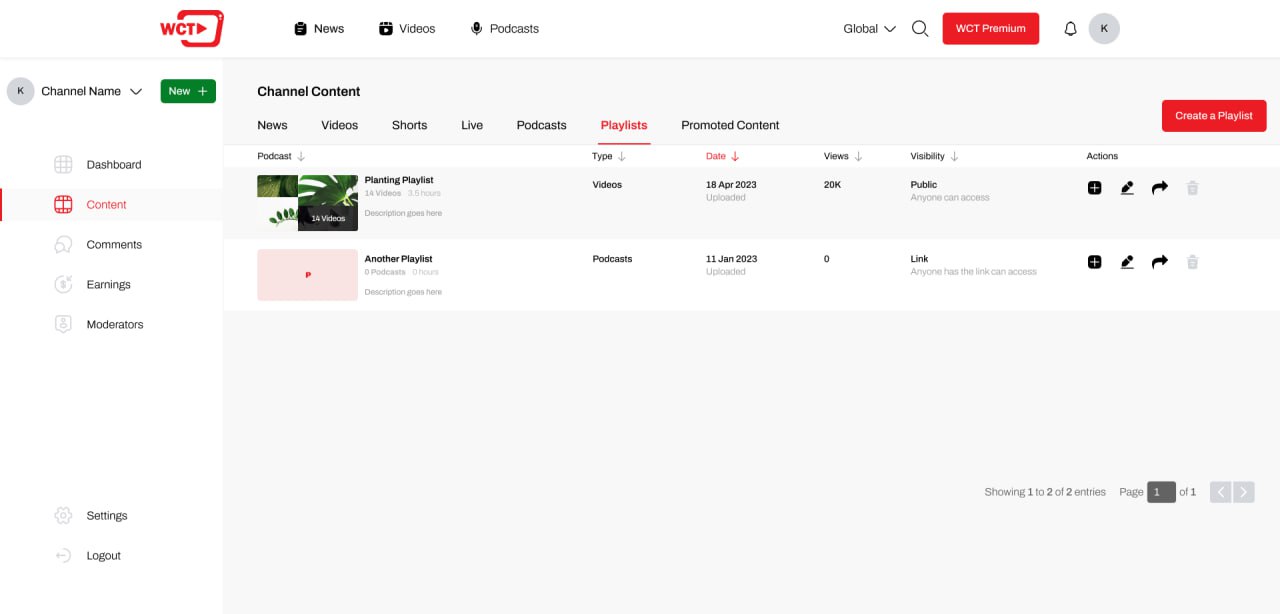 WCT
News
Videos
Podcasts
Global
WCT Premium
K
K
Channel Name
New +
Dashboard
Content
Comments
Earnings
Moderators
Settings
Logout
Channel Content
News
Videos
Shorts
Live
Podcasts
Playlists
Promoted Content
Create a Playlist
Podcast ↓
Type ↓
Date ↓
Views ↓
Visibility ↓
Actions
14 Videos
Planting Playlist
14 Videos 3.5 hours
Description goes here
Videos
18 Apr 2023
Uploaded
20K
Public
Anyone can access
P
Another Playlist
0 Podcasts 0 hours
Description goes here
Podcasts
11 Jan 2023
Uploaded
0
Link
Anyone has the link can access
Showing 1 to 2 of 2 entries
Page 1 of 1